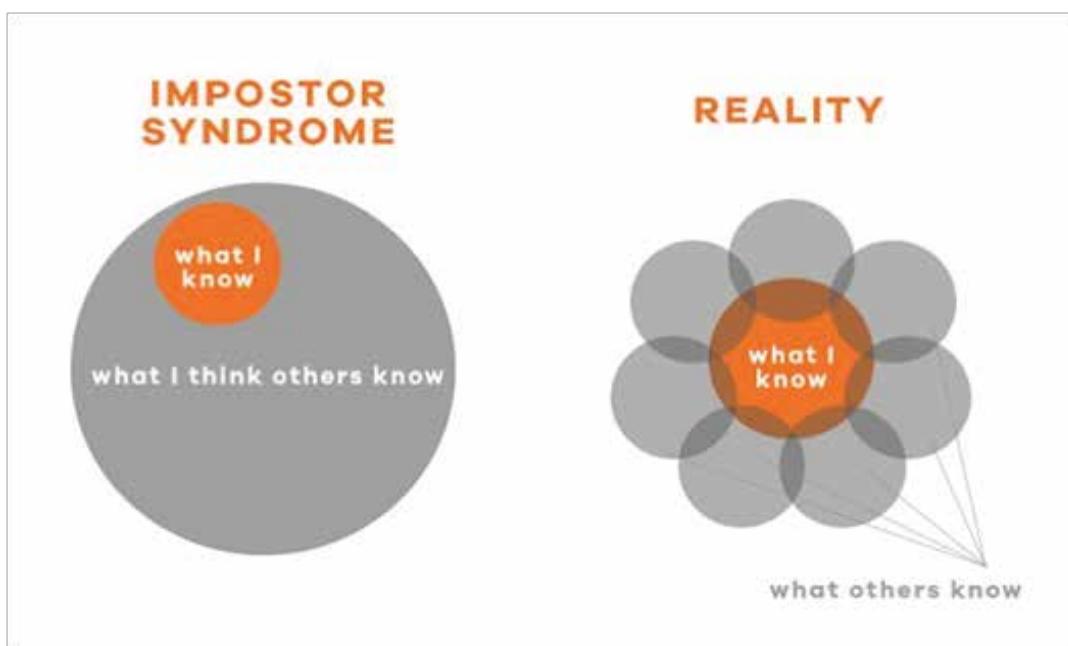 IMPOSTOR
SYNDROME
what I
know
what I think others know
REALITY
what I
know
what others know